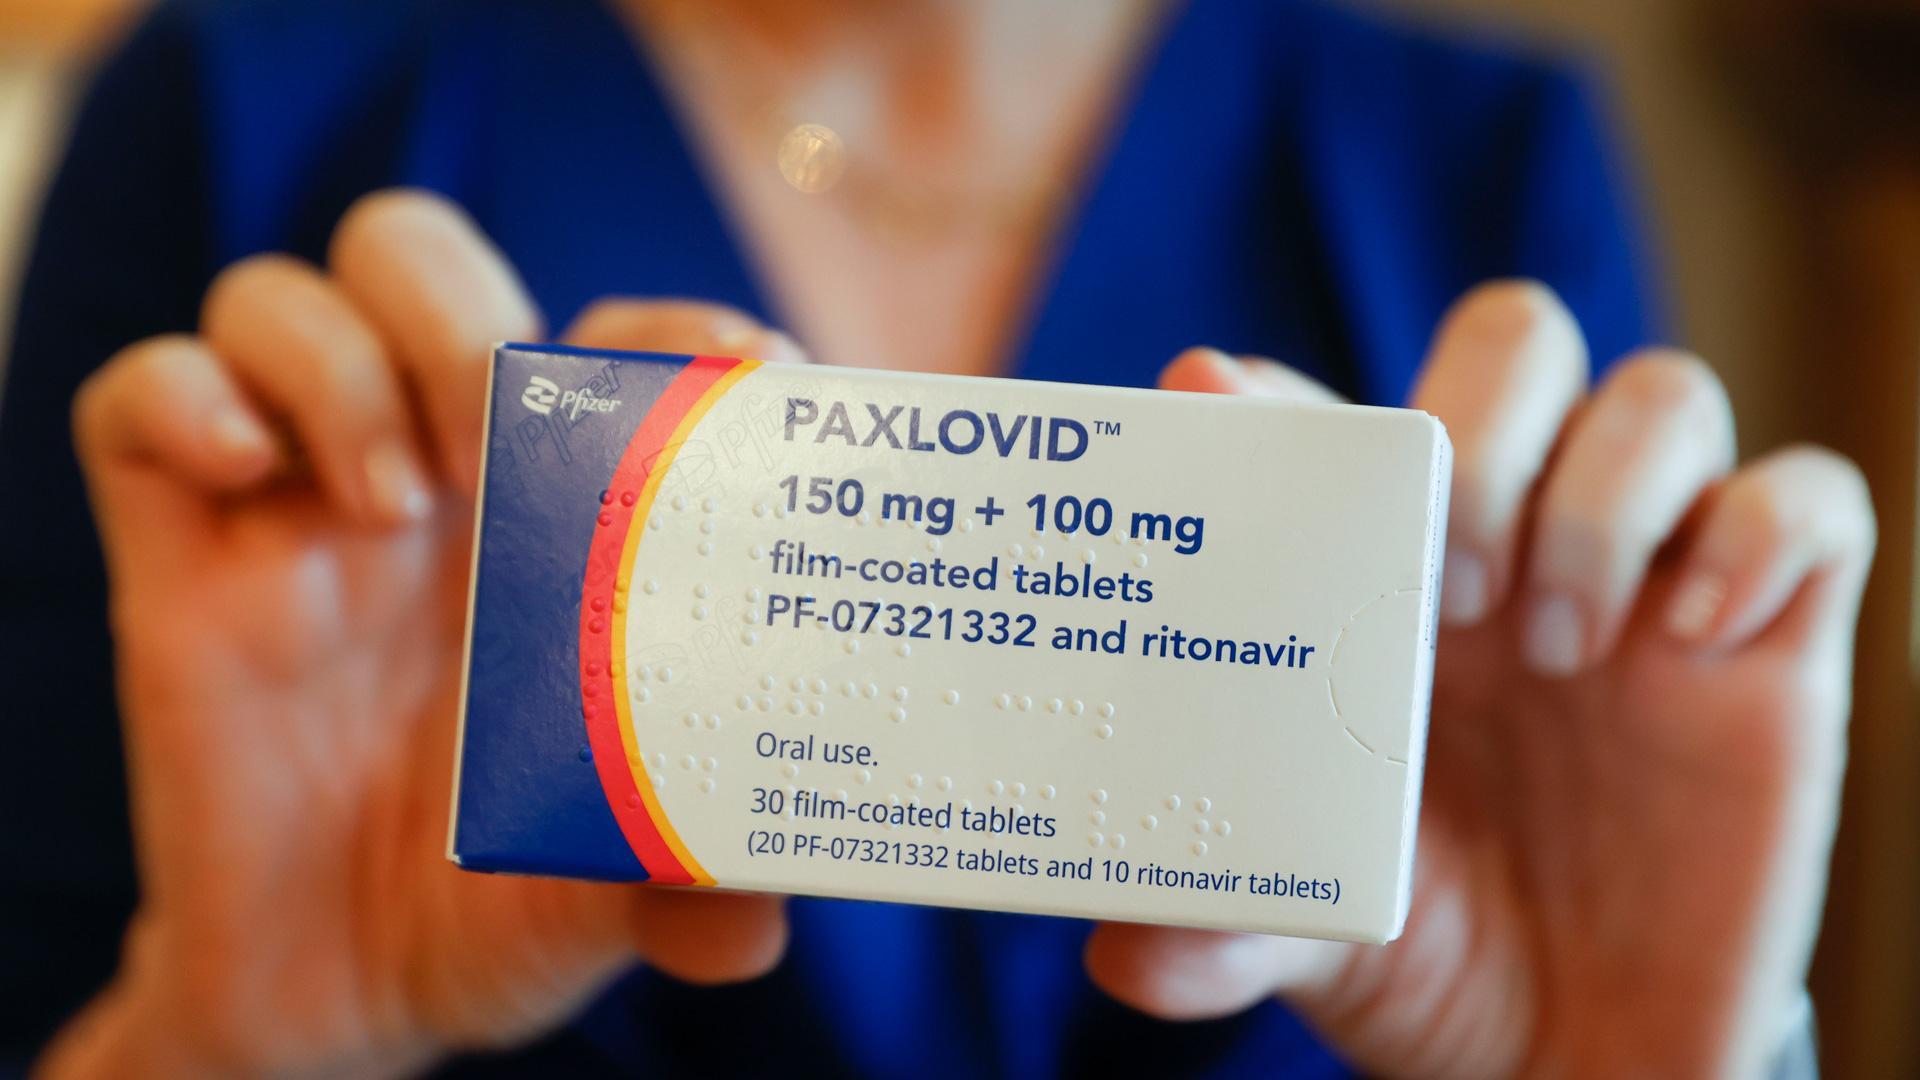 Pfizer
PAXLOVID™
150 mg + 100 mg
film-coated tablets
PF-07321332 and ritonavir
Oral use.
30 film-coated tablets
(20 PF-07321332 tablets and 10 ritonavir tablets)